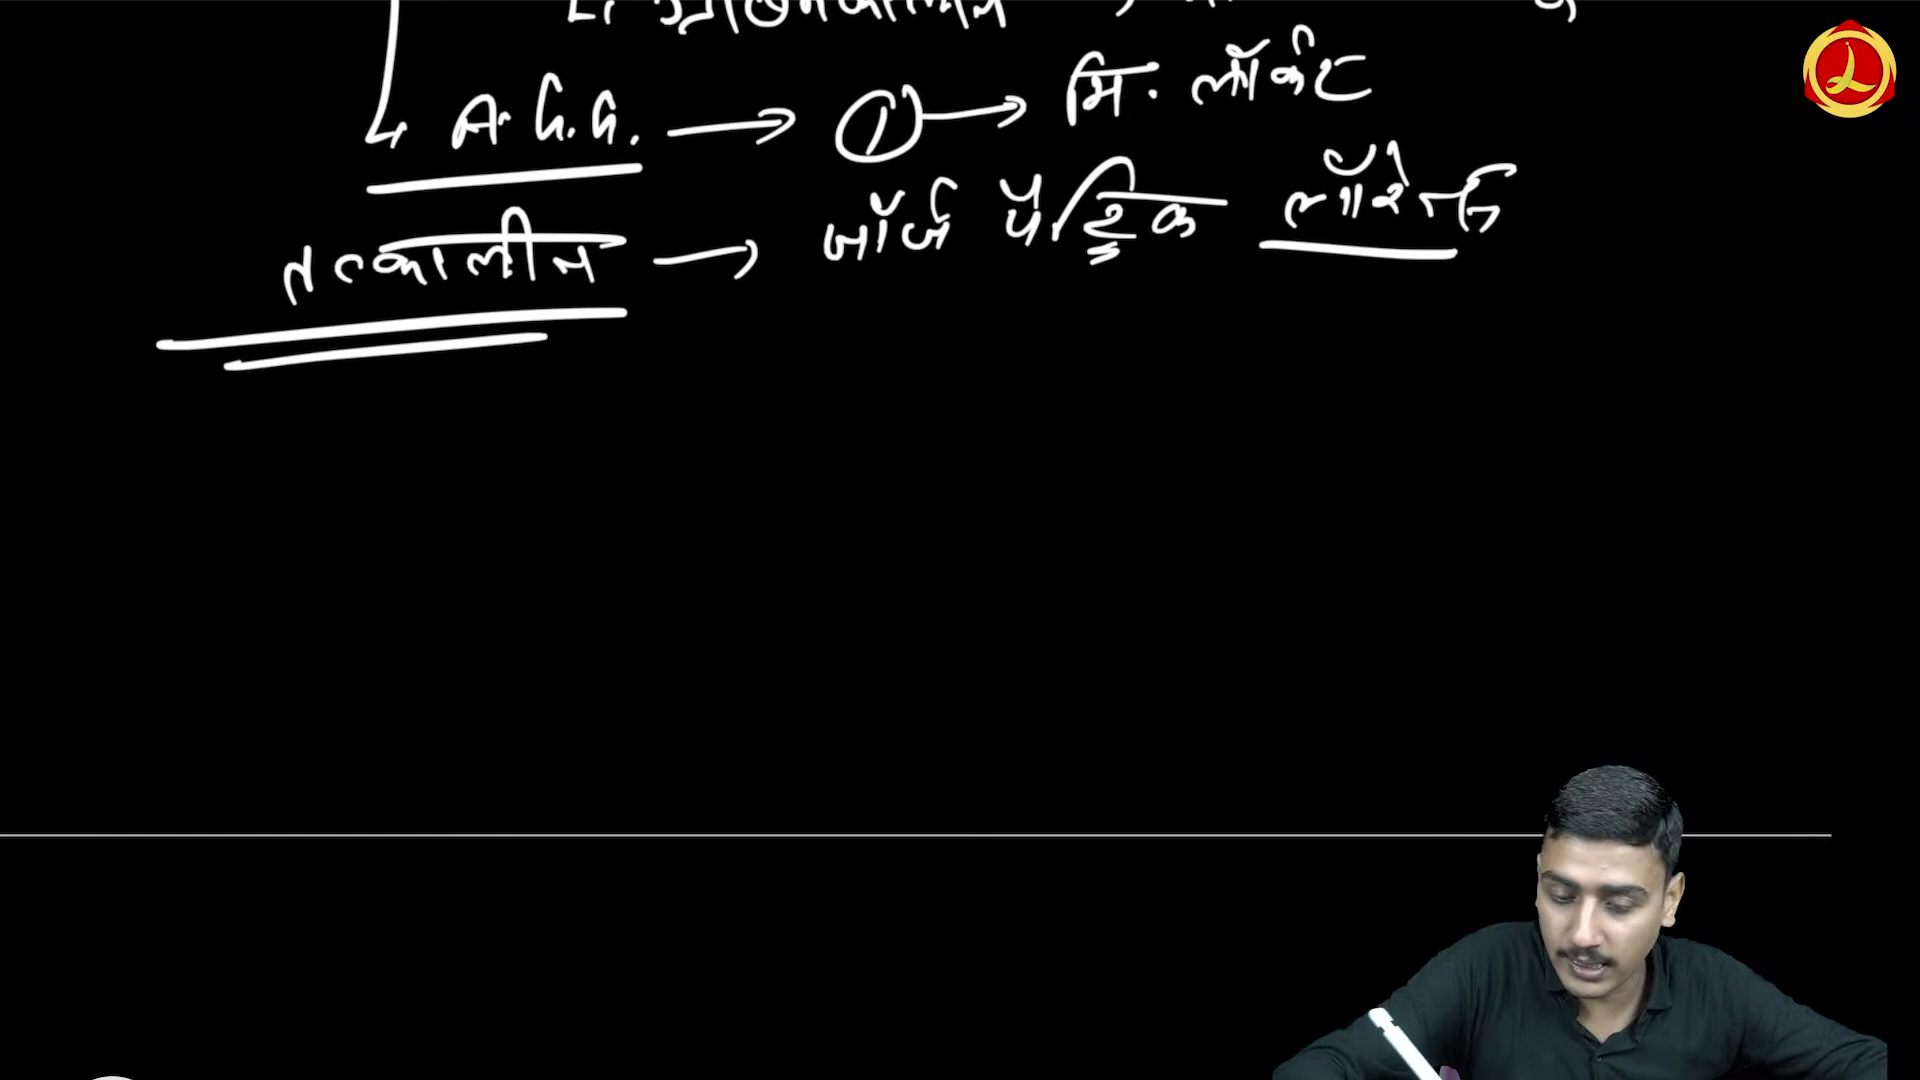 A.G.G. → 1 → मि. लॉकेट
तत्कालीन → जॉर्ज पैट्रिक लॉरेन्स